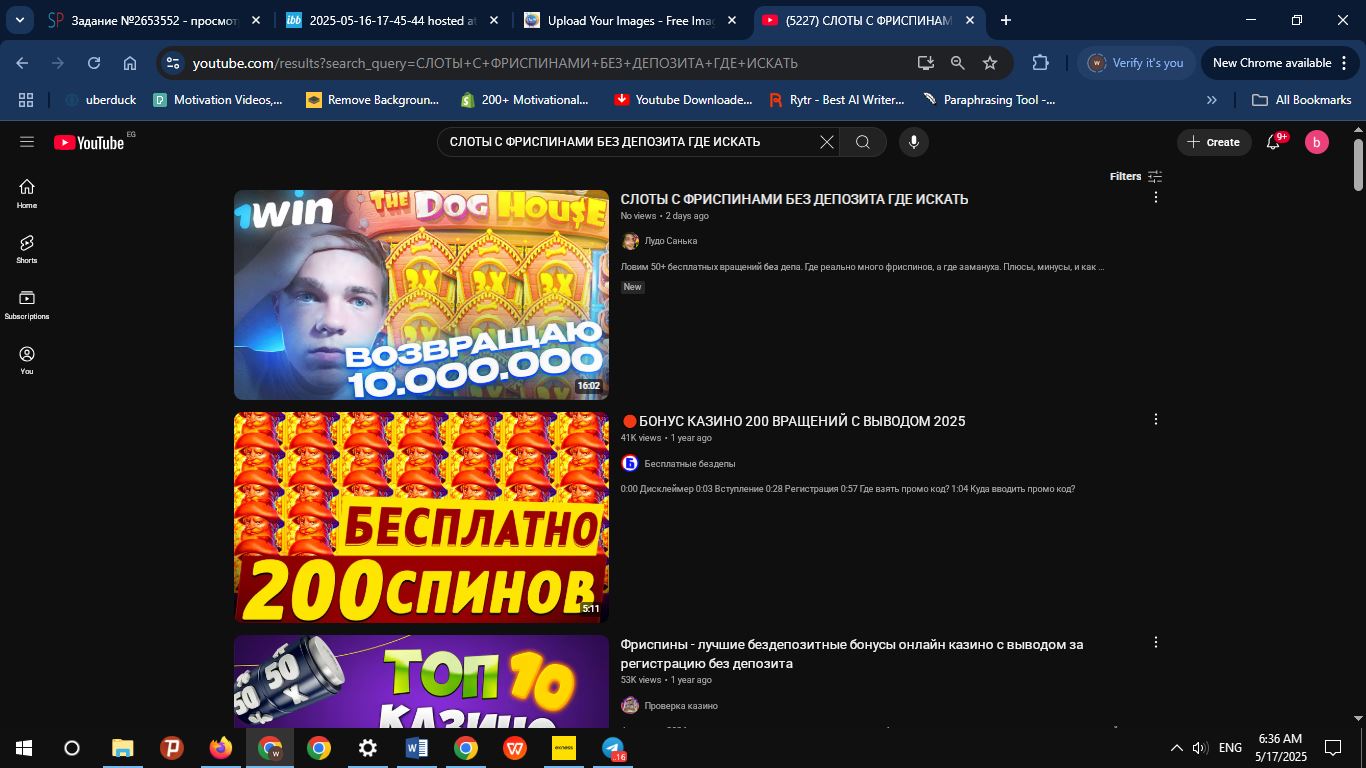 Задание №2653552 - просмотр
2025-05-16-17-45-44 hosted at
Upload Your Images - Free Imag
(5227) СЛОТЫ С ФРИСПИНАМ
youtube.com/results?search_query=СЛОТЫ+С+ФРИСПИНАМИ+БЕЗ+ДЕПОЗИТА+ГДЕ+ИСКАТЬ
Verify it's you
New Chrome available
uberduck
Motivation Videos,...
Remove Backgroun...
200+ Motivational...
Youtube Downloade...
Rytr - Best AI Writer...
Paraphrasing Tool -...
All Bookmarks
YouTube EG
СЛОТЫ С ФРИСПИНАМИ БЕЗ ДЕПОЗИТА ГДЕ ИСКАТЬ
Create
9+
b
Home
Shorts
Subscriptions
You
Filters
1win
THE DOG HOUSE
3X 3X 3X
ВОЗВРАЩАЮ
10.000.000
16:02
СЛОТЫ С ФРИСПИНАМИ БЕЗ ДЕПОЗИТА ГДЕ ИСКАТЬ
No views • 2 days ago
Лудо Санька
Ловим 50+ бесплатных вращений без депа. Где реально много фриспинов, а где замануха. Плюсы, минусы, и как ...
New
БЕСПЛАТНО
200 СПИНОВ
5:11
БОНУС КАЗИНО 200 ВРАЩЕНИЙ С ВЫВОДОМ 2025
41K views • 1 year ago
Бесплатные бездепы
0:00 Дисклеймер 0:03 Вступление 0:28 Регистрация 0:57 Где взять промо код? 1:04 Куда вводить промо код?
50 50
X
ТОП 10
КАЗИНО
Фриспины - лучшие бездепозитные бонусы онлайн казино с выводом за
регистрацию без депозита
53K views • 1 year ago
Проверка казино
exness
16
ENG
6:36 AM
5/17/2025